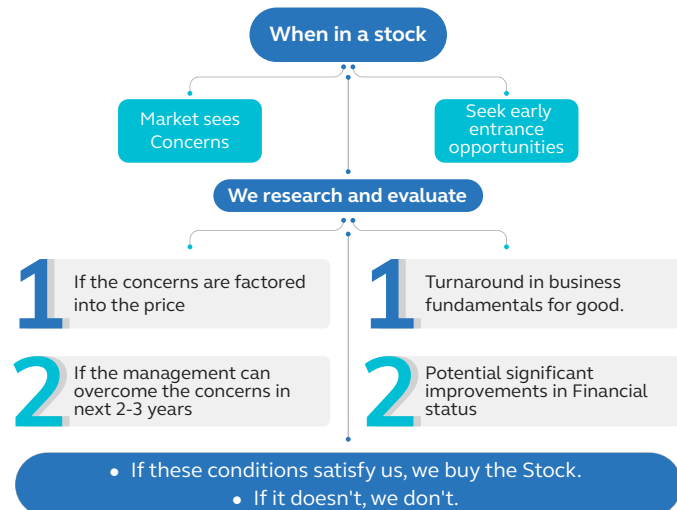 When in a stock
Market sees
Concerns
Seek early
entrance
opportunities
We research and evaluate
1
If the concerns are factored
into the price
2
If the management can
overcome the concerns in
next 2-3 years
1
Turnaround in business
fundamentals for good.
2
Potential significant
improvements in Financial
status
• If these conditions satisfy us, we buy the Stock.
• If it doesn't, we don't.